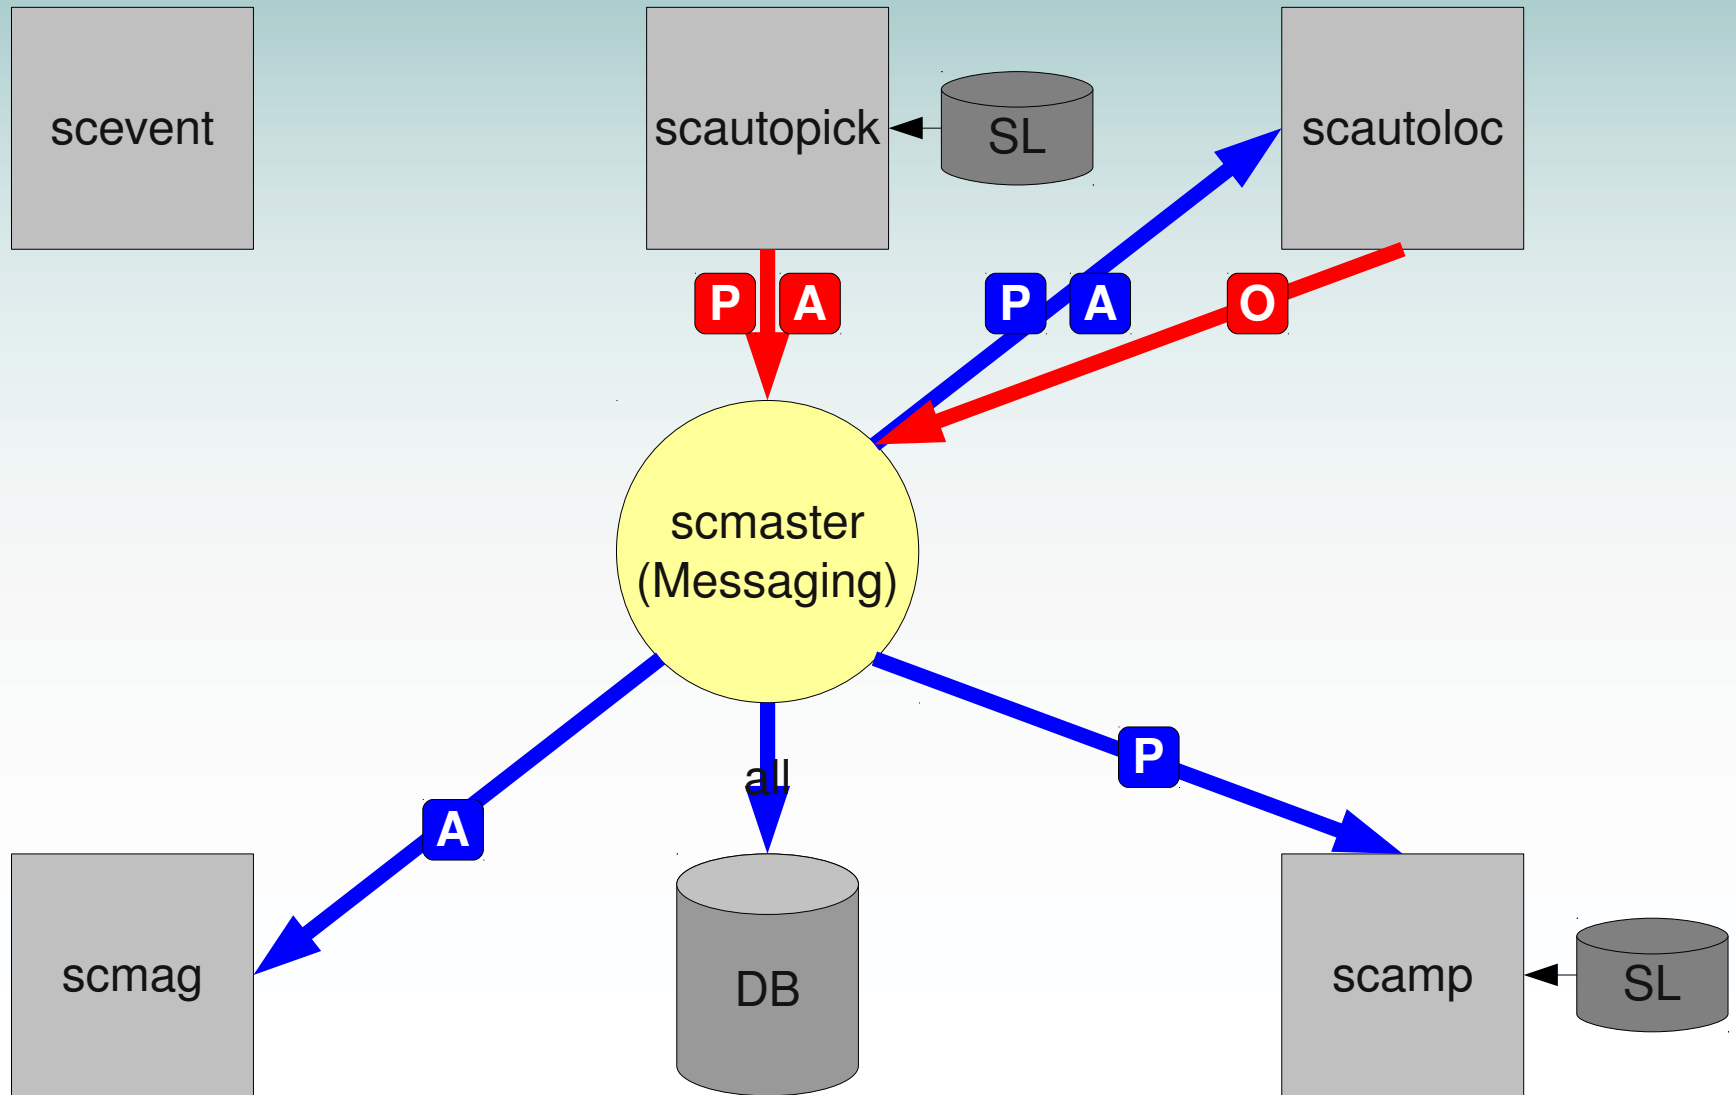 scevent
scautopick
SL
scautoloc
P
A
P
A
O
scmaster
(Messaging)
all
P
A
scmag
DB
scamp
SL